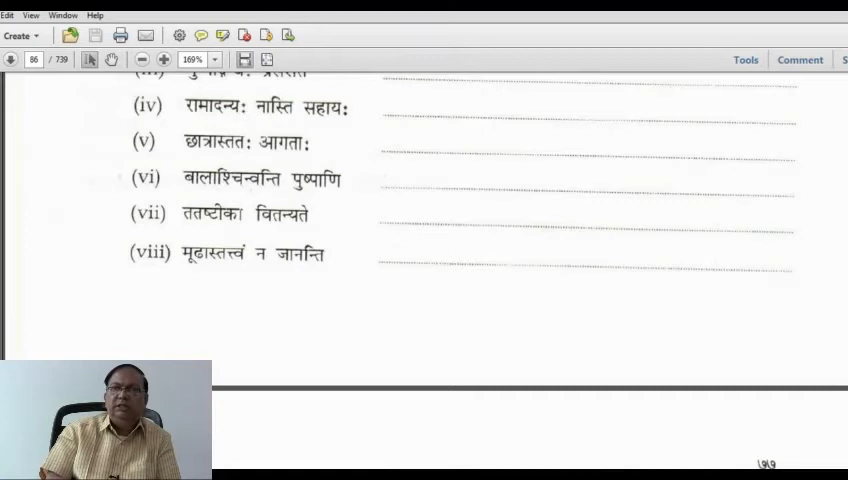 Edit View Window Help
Create
86 / 739 169% Tools Comment S
(iv) रामादन्यः नास्ति सहायः
(v) छात्रास्ततः आगताः
(vi) बालाश्चिन्वन्ति पुष्पाणि
(vii) ततष्टीका वितन्यते
(viii) मूढास्तत्त्वं न जानन्ति
७७